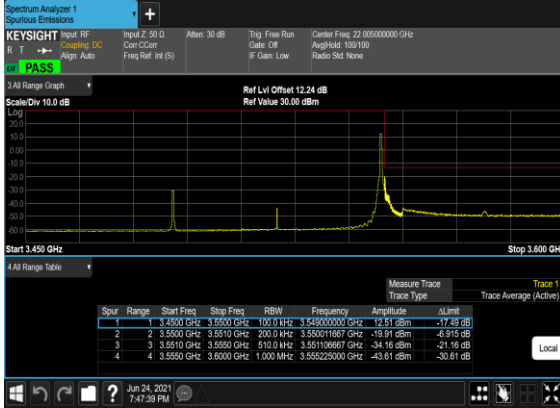 Spectrum Analyzer 1
Spurious Emissions
+
KEYSIGHT Input: RF
R T Coupling: DC
Align: Auto
Input Z: 50 Ω
Corr CCorr
Freq Ref: Int (S)
Atten: 30 dB
Trig: Free Run
Gate: Off
IF Gain: Low
Center Freq: 22.005000000 GHz
Avg|Hold: 100/100
Radio Std: None
LXI PASS
3 All Range Graph
Ref Lvl Offset 12.24 dB
Scale/Div 10.0 dB Ref Value 30.00 dBm
Log
20.0
10.0
0.00
-10.0
-20.0
-30.0
-40.0
-50.0
-60.0
Start 3.450 GHz Stop 3.600 GH
4 All Range Table
Measure Trace Trace 1
Trace Type Trace Average (Active)
Spur Range Start Freq Stop Freq RBW Frequency Amplitude ΔLimit
1 1 3.4500 GHz 3.5500 GHz 100.0 kHz 3.549000000 GHz 12.51 dBm -17.49 dB
2 2 3.5500 GHz 3.5510 GHz 200.0 kHz 3.550011667 GHz -19.91 dBm -6.915 dB
3 3 3.5510 GHz 3.5550 GHz 510.0 kHz 3.551106667 GHz -34.16 dBm -21.16 dB
4 4 3.5550 GHz 3.6000 GHz 1.000 MHz 3.555225000 GHz -43.61 dBm -30.61 dB
Local
?
Jun 24, 2021
7:47:39 PM